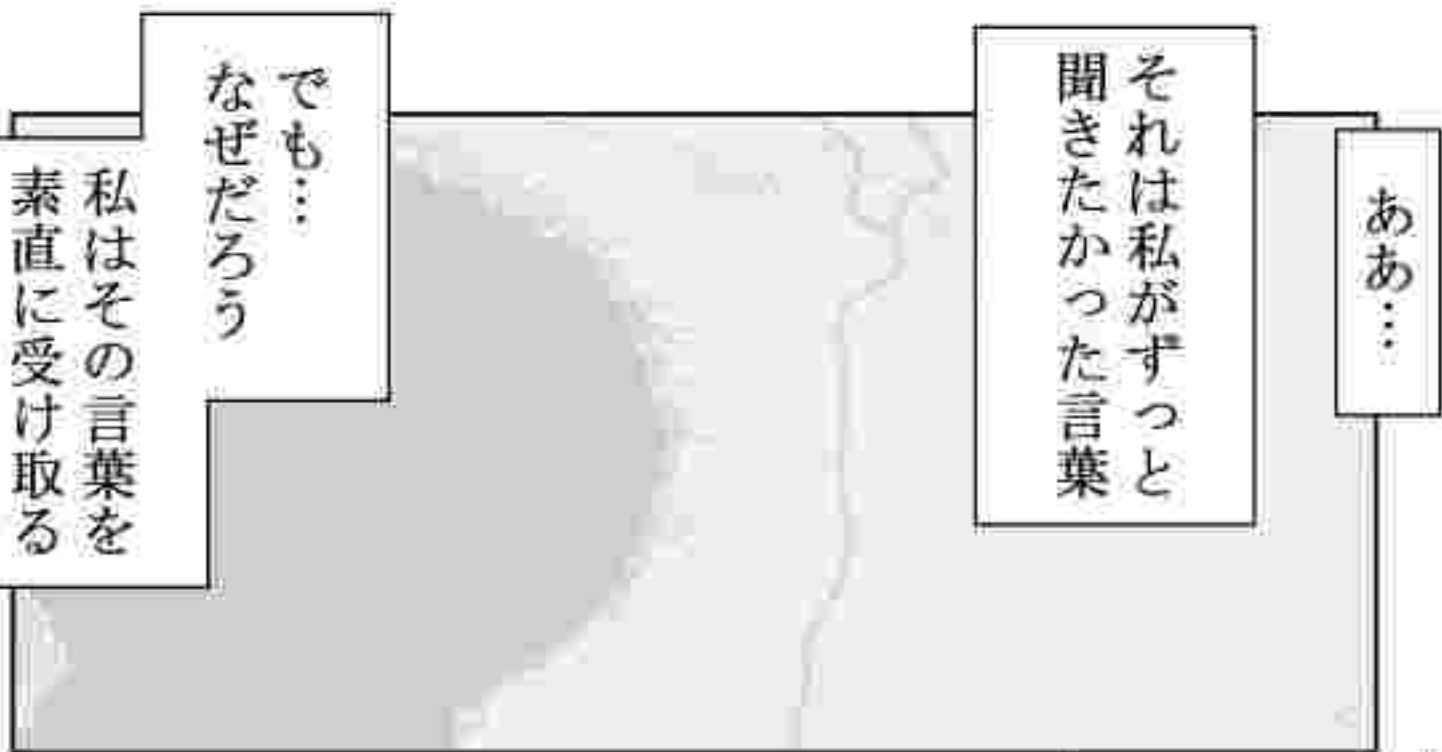 ああ…
それは私がずっと
聞きたかった言葉
でも…
なぜだろう
私はその言葉を
素直に受け取る